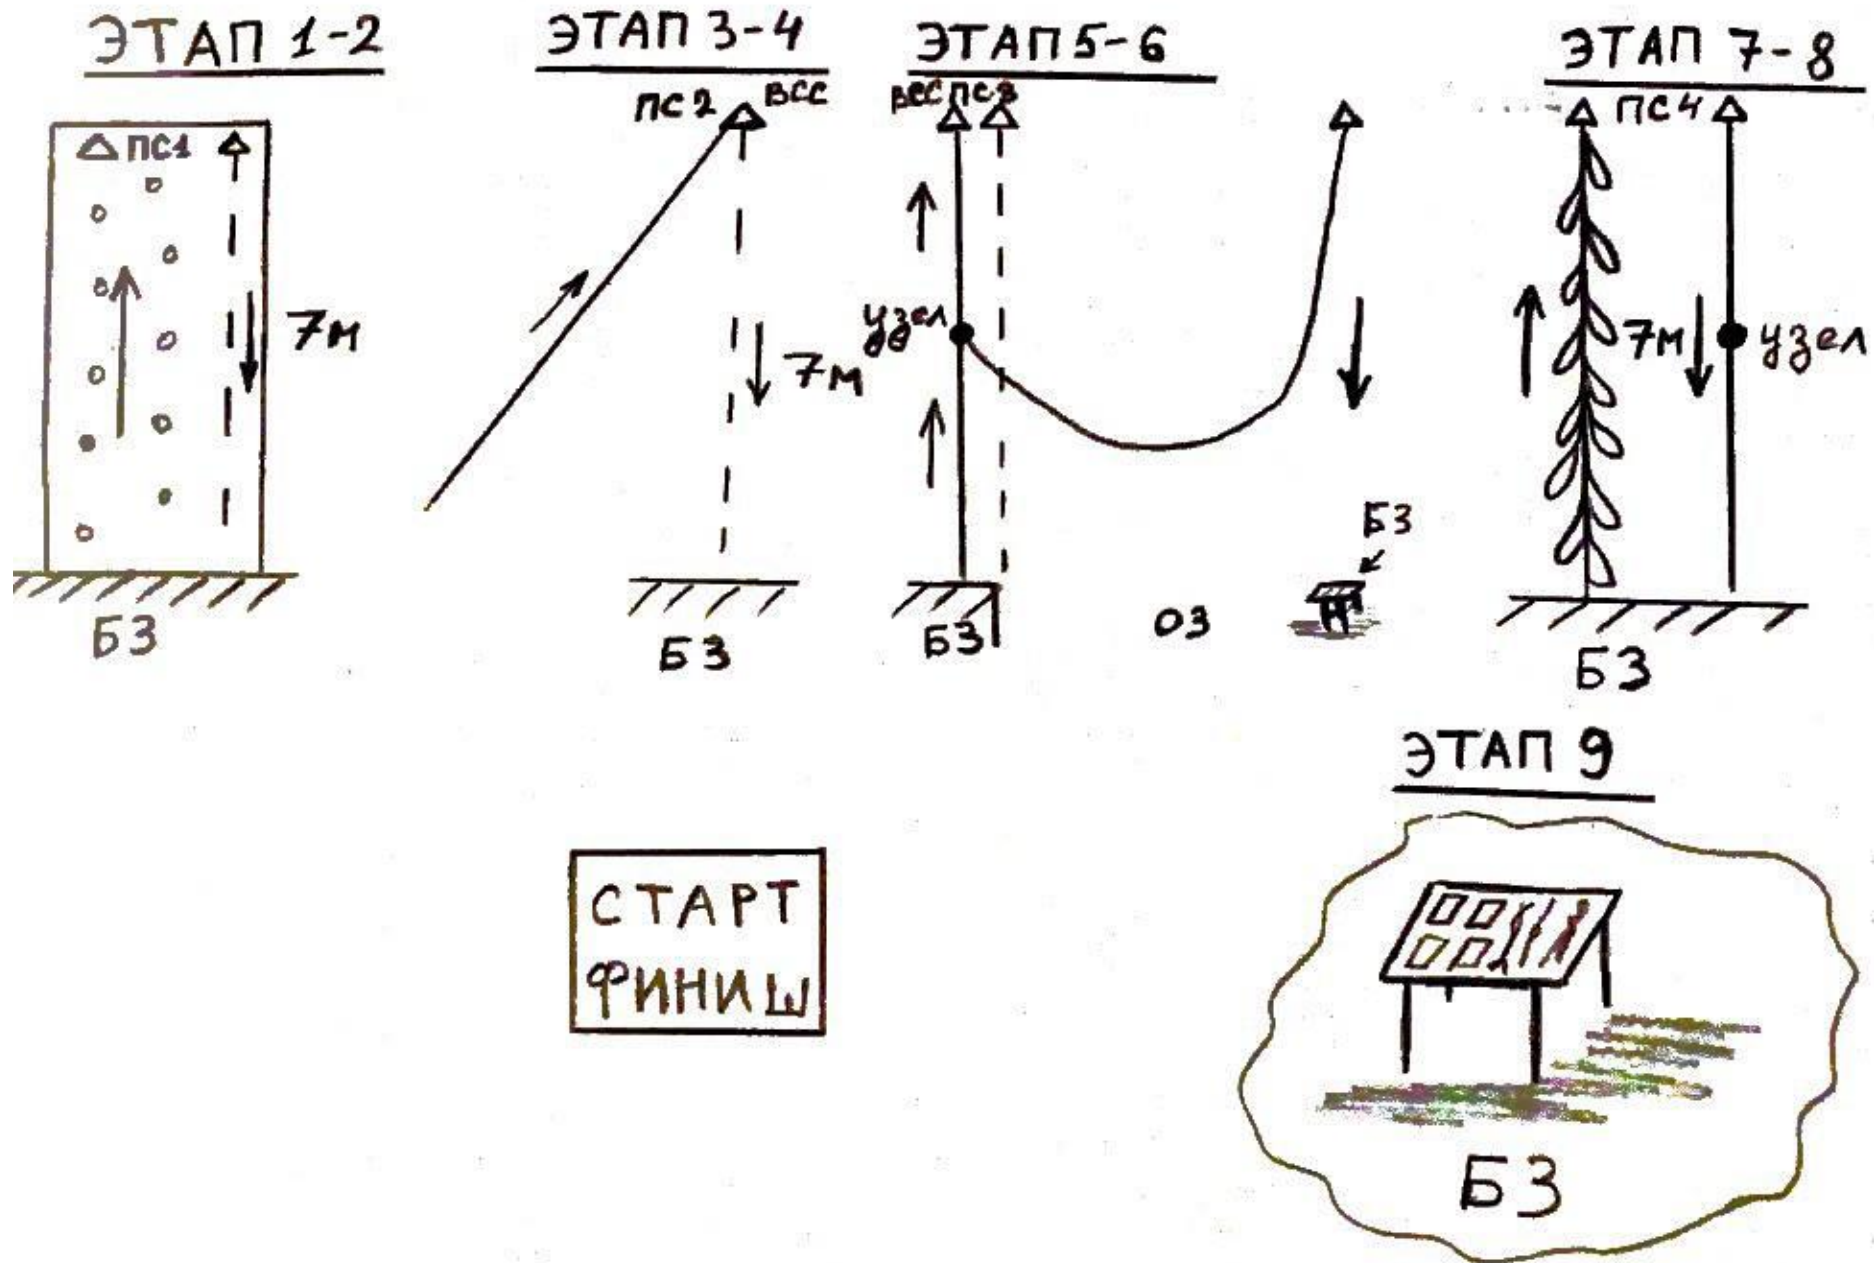 ЭТАП 1-2
ПС1
7м
БЗ
ЭТАП 3-4
ПС2 ВСС
7м
БЗ
ЭТАП 5-6
ВСС ПС3
узел
БЗ
ОЗ
БЗ
ЭТАП 7-8
ПС4
7м
узел
БЗ
ЭТАП 9
БЗ
СТАРТ
ФИНИШ